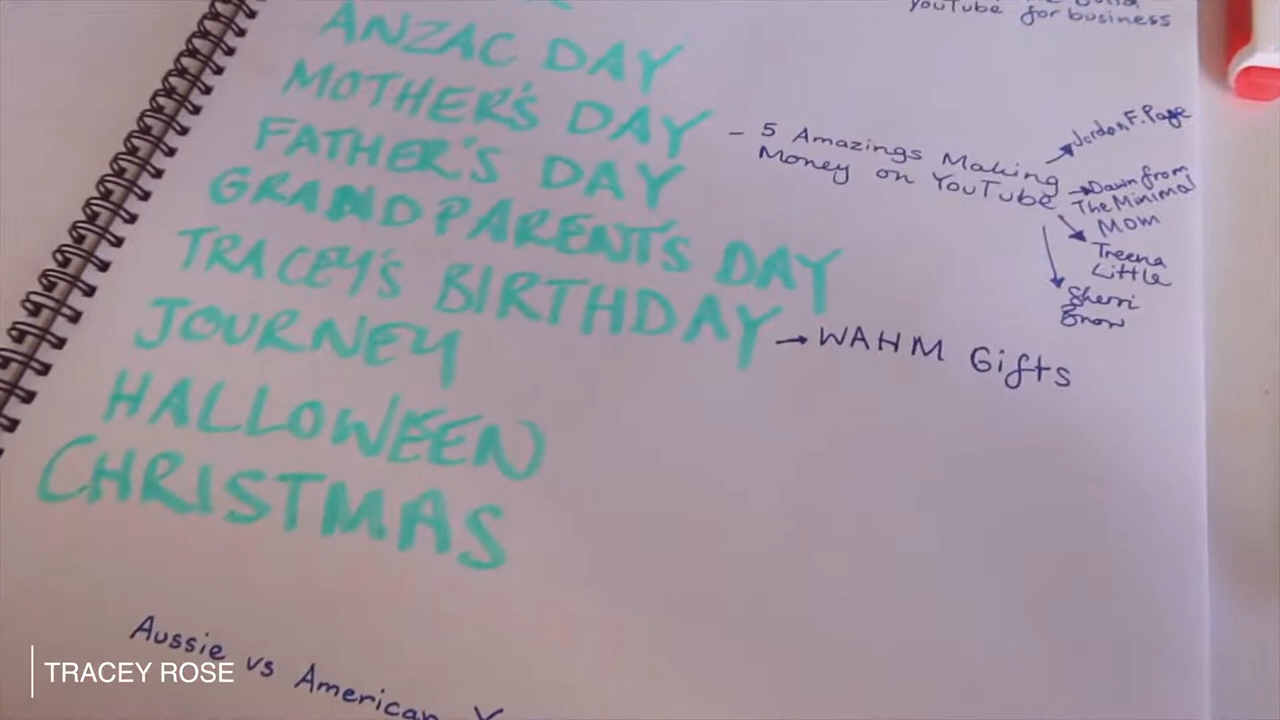 YouTube for business
ANZAC DAY
MOTHER'S DAY
- 5 Amazings Making
Money on YouTube
Jordan F. Page
Dawn from
The Minimal
Mom
Treena
Little
Sherri
FATHER'S DAY
GRANDPARENT'S DAY
TRACEY'S BIRTHDAY
→ WAHM Gifts
JOURNEY
HALLOWEEN
CHRISTMAS
Aussie vs American
TRACEY ROSE